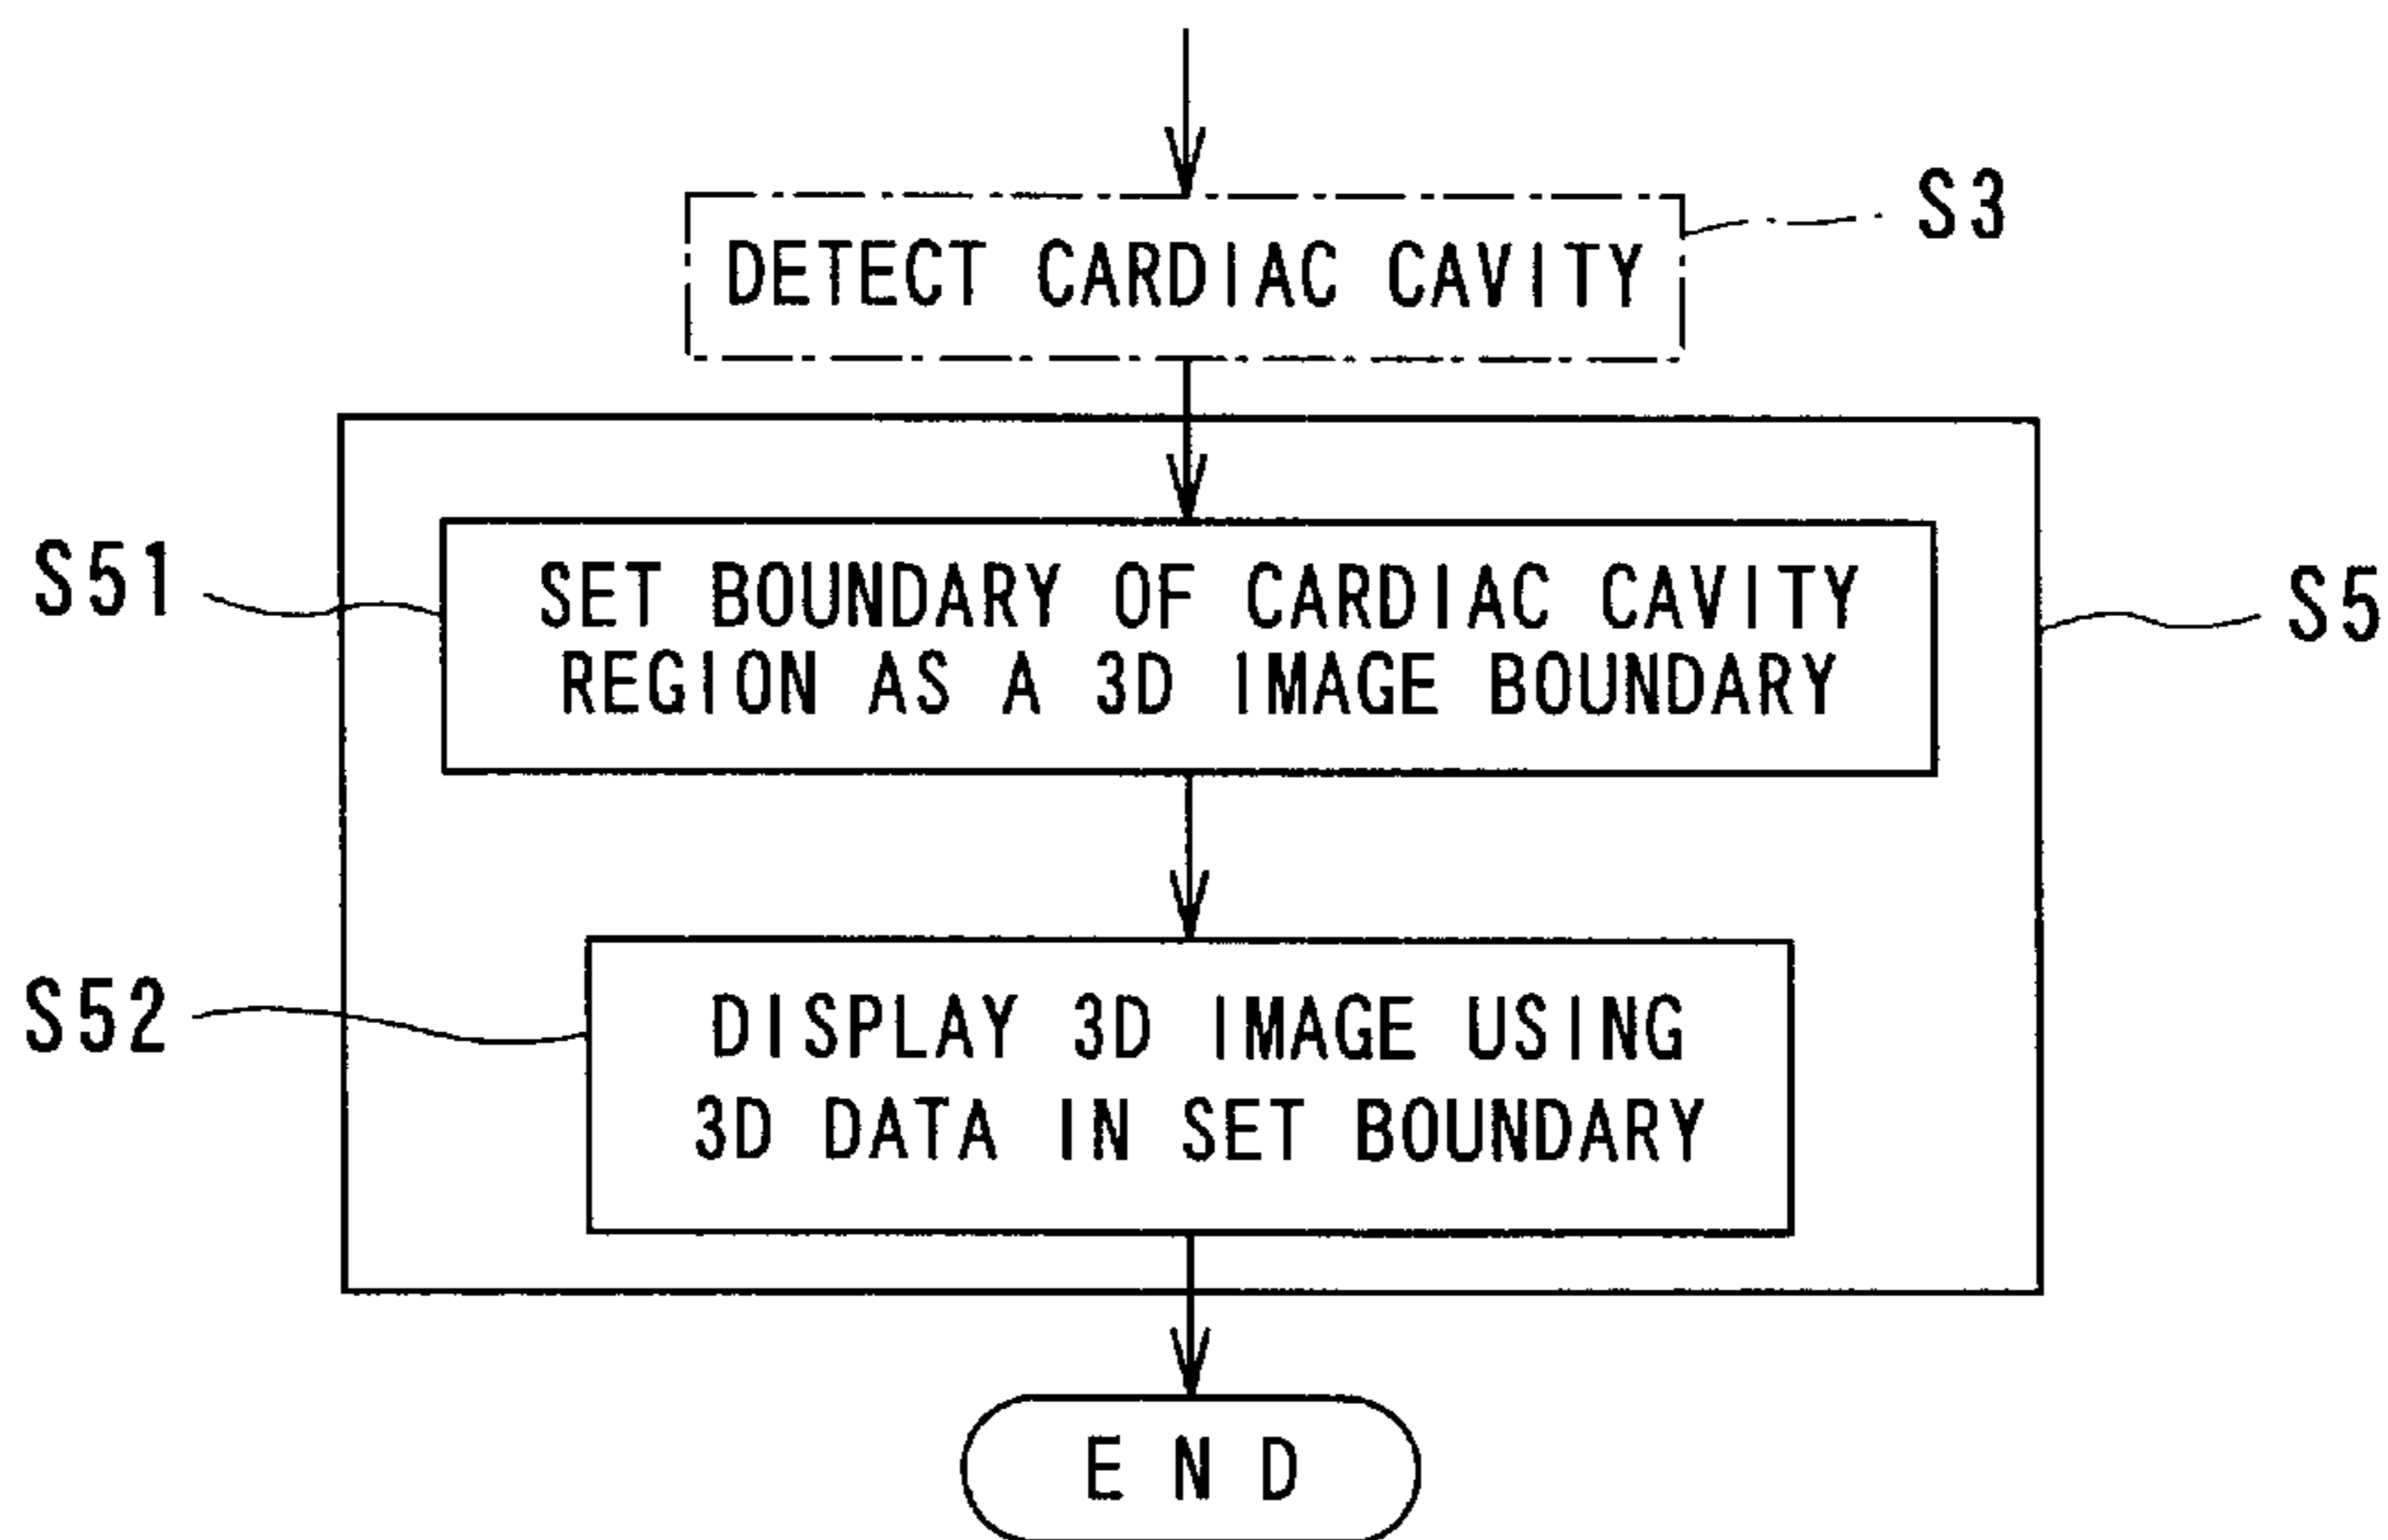 S3
DETECT CARDIAC CAVITY
S51
SET BOUNDARY OF CARDIAC CAVITY
REGION AS A 3D IMAGE BOUNDARY
S5
S52
DISPLAY 3D IMAGE USING
3D DATA IN SET BOUNDARY
END